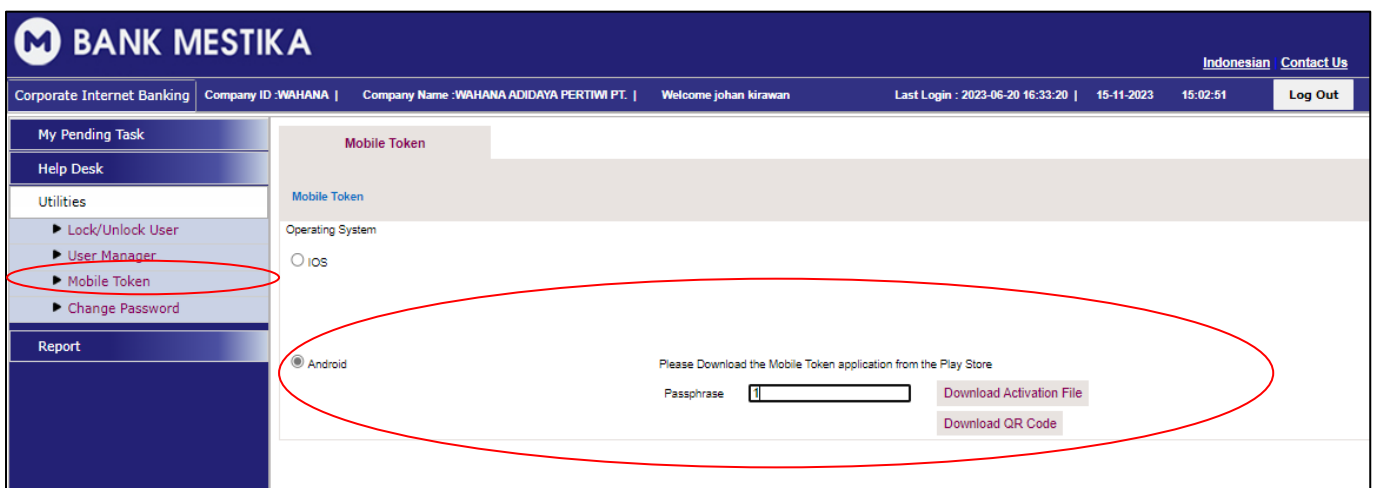 BANK MESTIKA
Indonesian Contact Us
Corporate Internet Banking Company ID :WAHANA | Company Name :WAHANA ADIDAYA PERTIWI PT. | Welcome johan kirawan Last Login : 2023-06-20 16:33:20 | 15-11-2023 15:02:51 Log Out
My Pending Task
Help Desk
Utilities
Lock/Unlock User
User Manager
Mobile Token
Change Password
Report
Mobile Token
Mobile Token
Operating System
IOS
Android Please Download the Mobile Token application from the Play Store
Passphrase 1 Download Activation File
Download QR Code